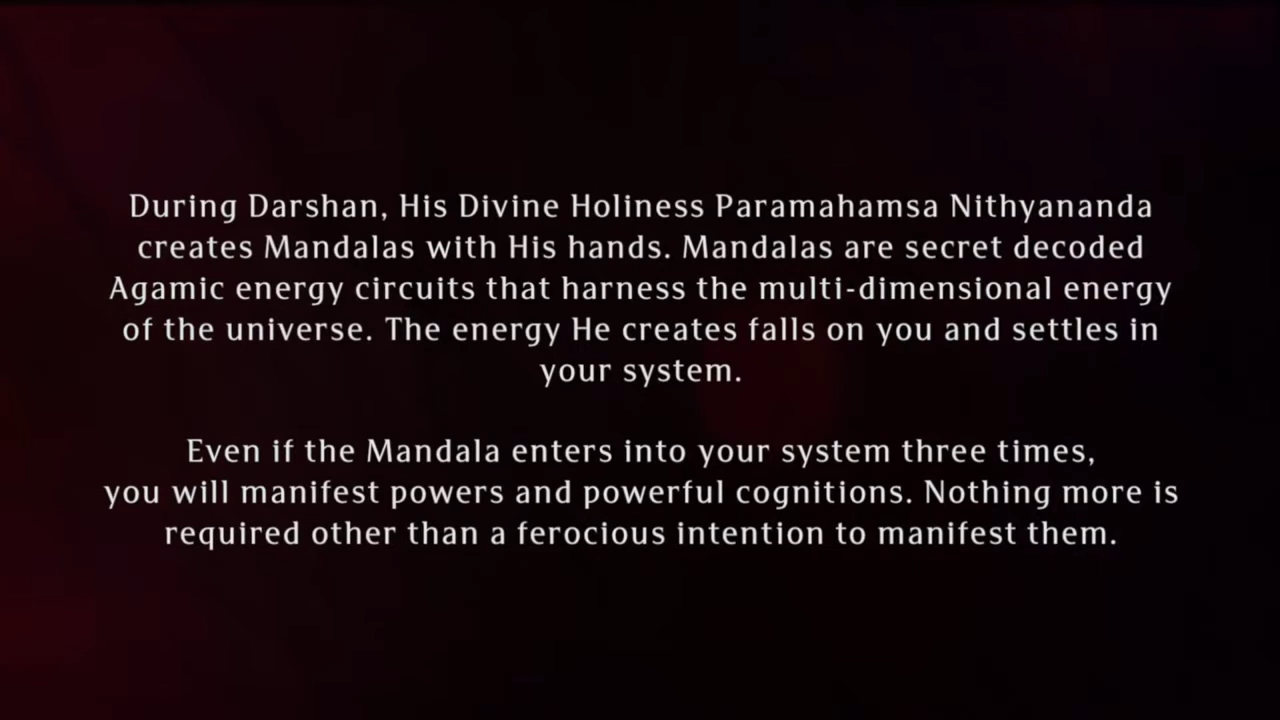 During Darshan, His Divine Holiness Paramahamsa Nithyananda
creates Mandalas with His hands. Mandalas are secret decoded
Agamic energy circuits that harness the multi-dimensional energy
of the universe. The energy He creates falls on you and settles in
your system.
Even if the Mandala enters into your system three times,
you will manifest powers and powerful cognitions. Nothing more is
required other than a ferocious intention to manifest them.